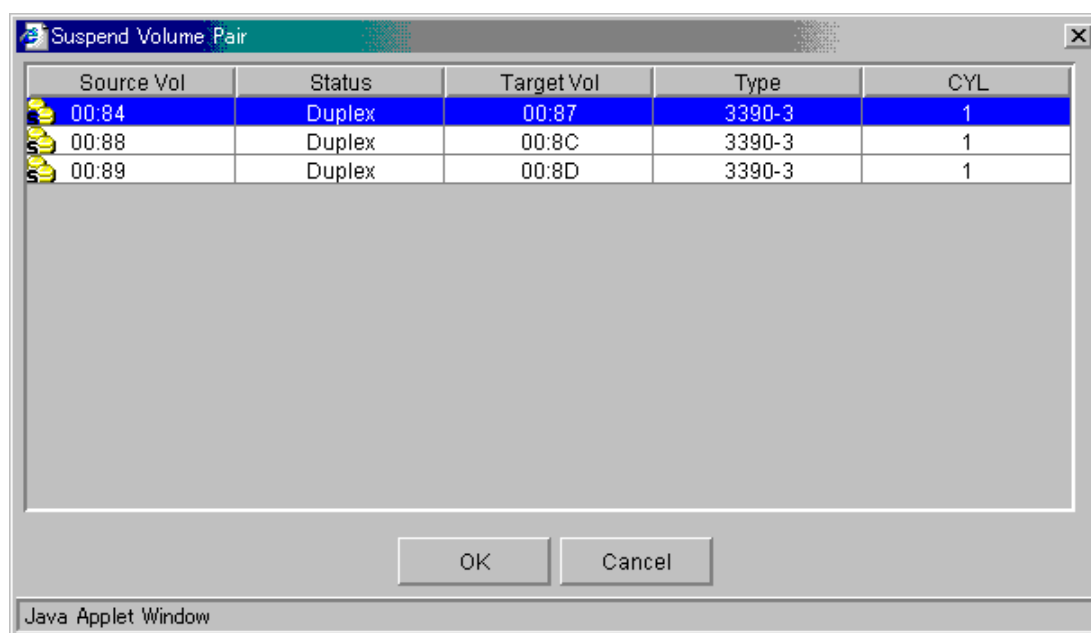 Suspend Volume Pair
Source Vol Status Target Vol Type CYL
00:84 Duplex 00:87 3390-3 1
S 00:88 Duplex 00:8C 3390-3 1
S 00:89 Duplex 00:8D 3390-3 1
OK Cancel
Java Applet Window